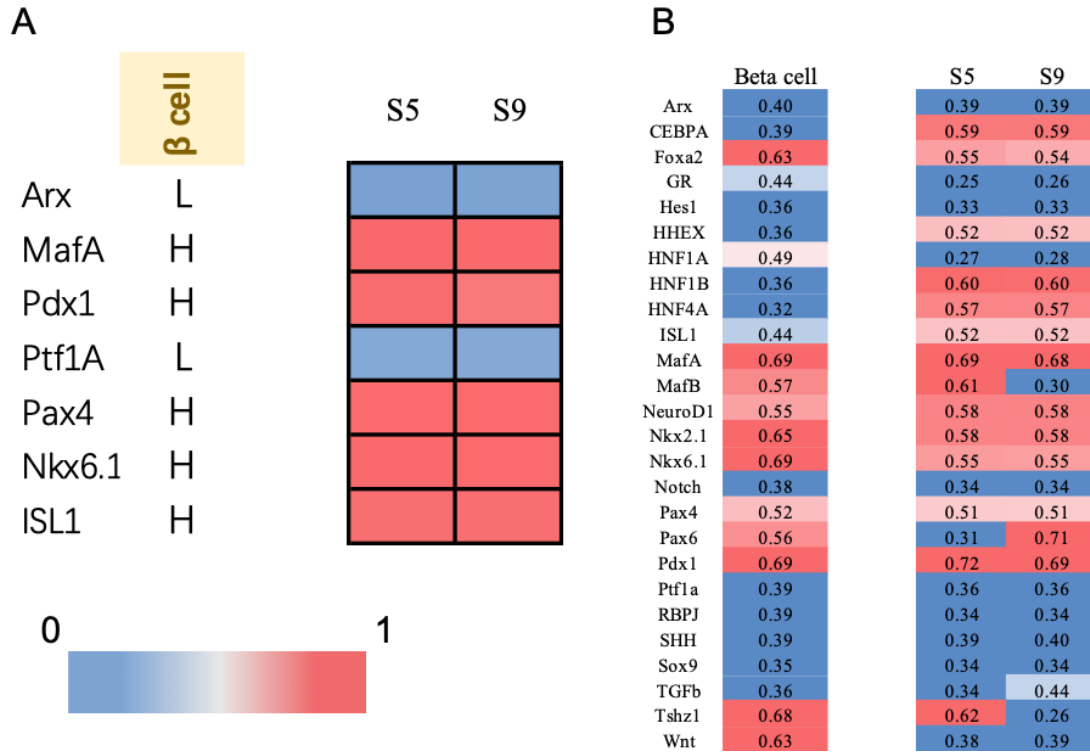 A
β cell
S5 S9
Arx L
MafA H
Pdx1 H
Ptf1A L
Pax4 H
Nkx6.1 H
ISL1 H
0 1
B
Beta cell S5 S9
Arx 0.40 0.39 0.39
CEBPA 0.39 0.59 0.59
Foxa2 0.63 0.55 0.54
GR 0.44 0.25 0.26
Hes1 0.36 0.33 0.33
HHEX 0.36 0.52 0.52
HNF1A 0.49 0.27 0.28
HNF1B 0.36 0.60 0.60
HNF4A 0.32 0.57 0.57
ISL1 0.44 0.52 0.52
MafA 0.69 0.69 0.68
MafB 0.57 0.61 0.30
NeuroD1 0.55 0.58 0.58
Nkx2.1 0.65 0.58 0.58
Nkx6.1 0.69 0.55 0.55
Notch 0.38 0.34 0.34
Pax4 0.52 0.51 0.51
Pax6 0.56 0.31 0.71
Pdx1 0.69 0.72 0.69
Ptf1a 0.39 0.36 0.36
RBPJ 0.39 0.34 0.34
SHH 0.39 0.39 0.40
Sox9 0.35 0.34 0.34
TGFb 0.36 0.34 0.44
Tshz1 0.68 0.62 0.26
Wnt 0.63 0.38 0.39